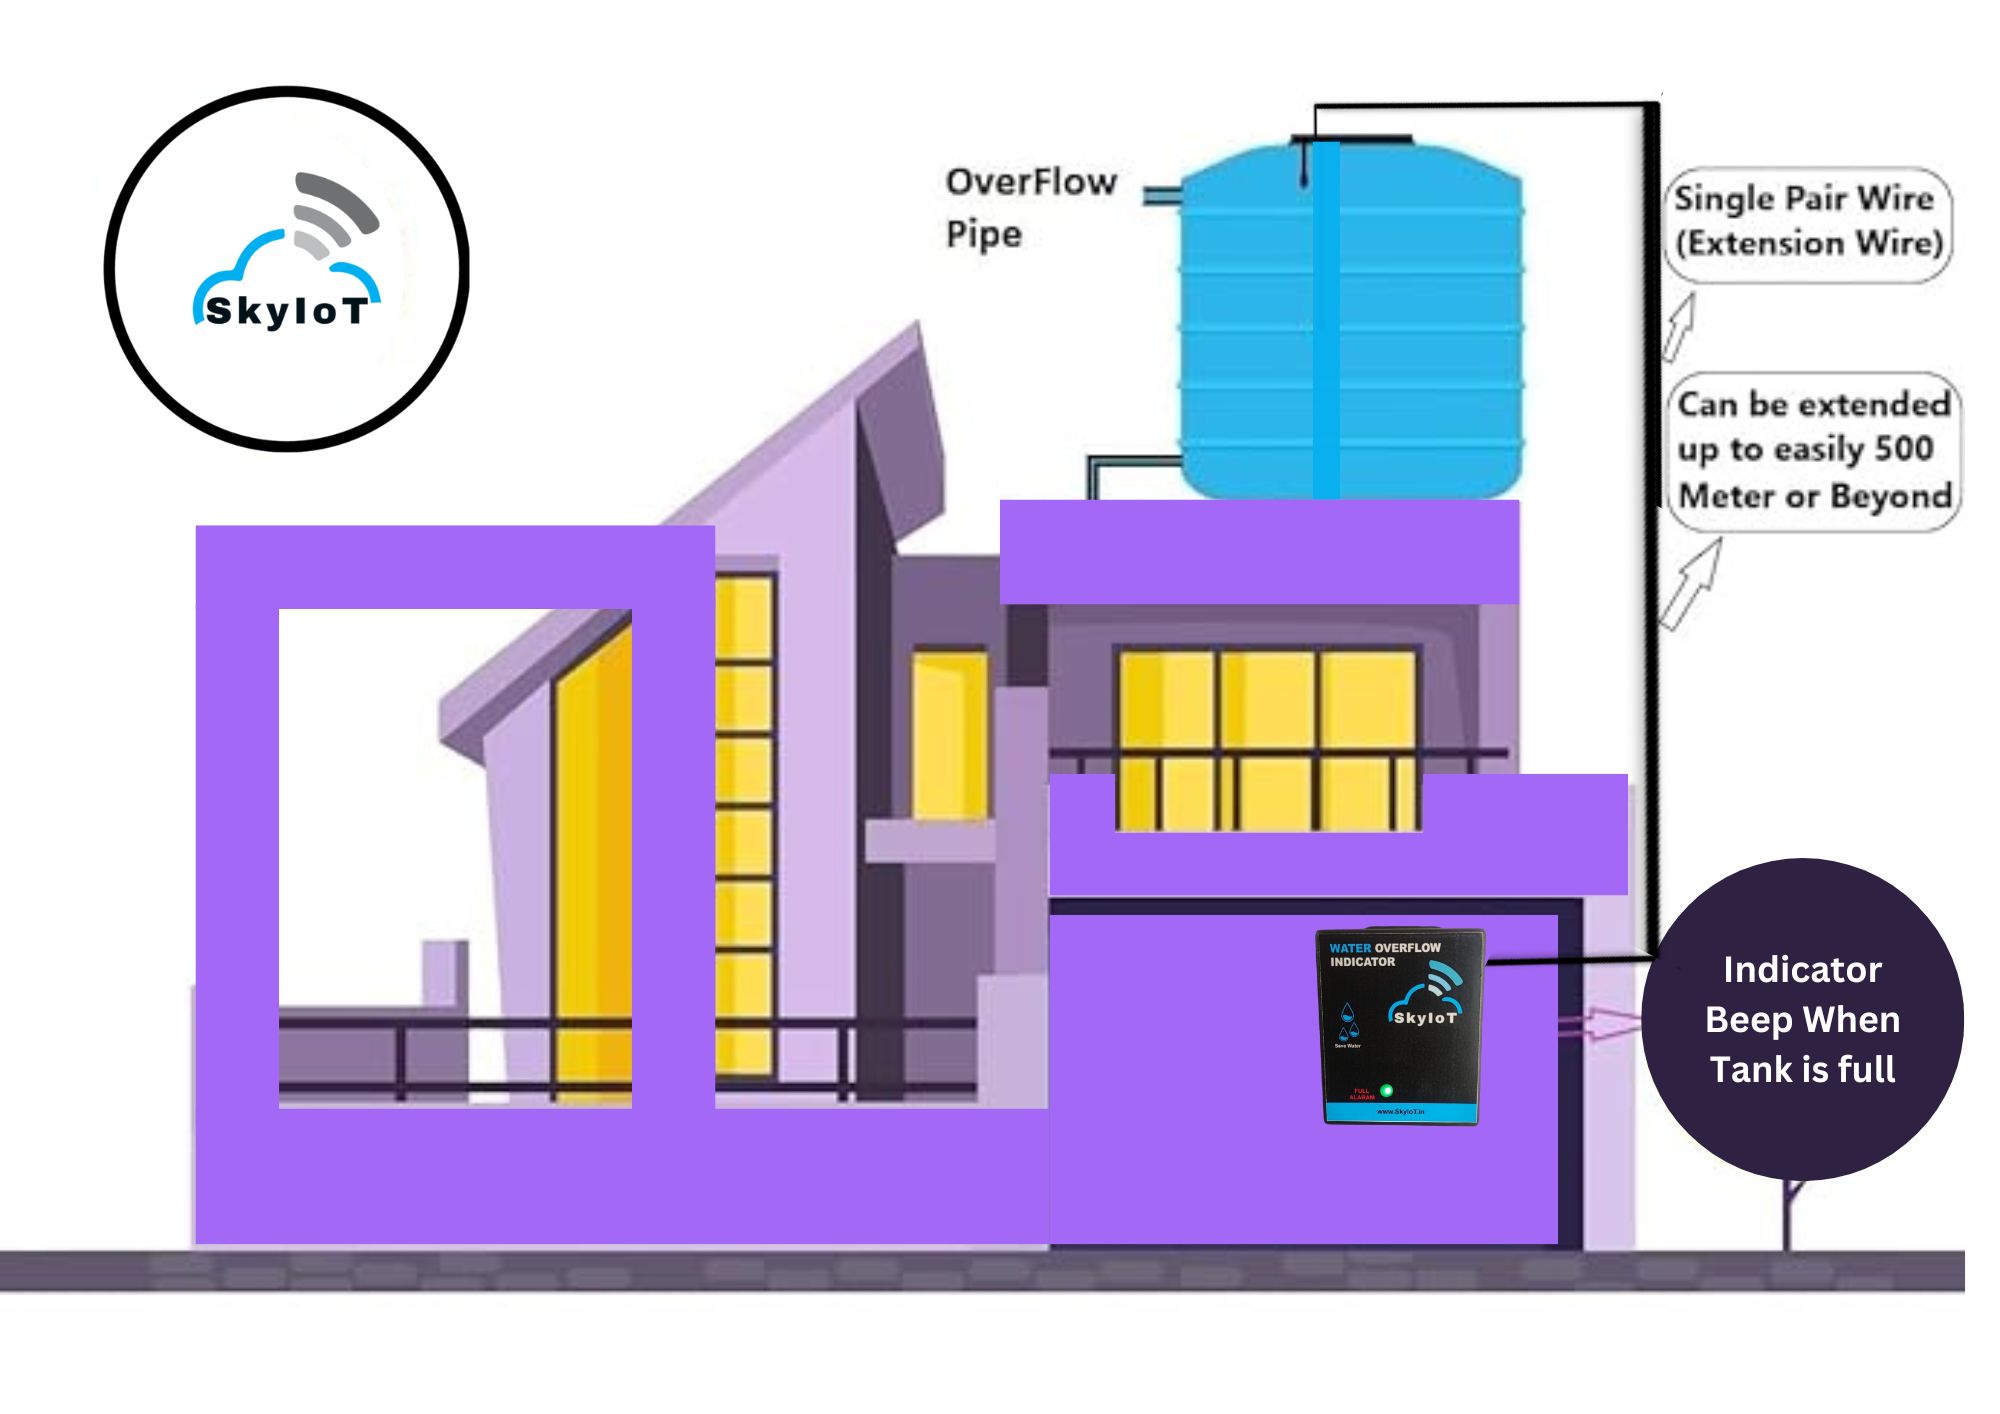 SkyIoT
OverFlow
Pipe
Single Pair Wire
(Extension Wire)
Can be extended
up to easily 500
Meter or Beyond
WATER OVERFLOW
INDICATOR
SkyIoT
Save Water
FULL
ALARAM
www.SkyIoT.in
Indicator
Beep When
Tank is full